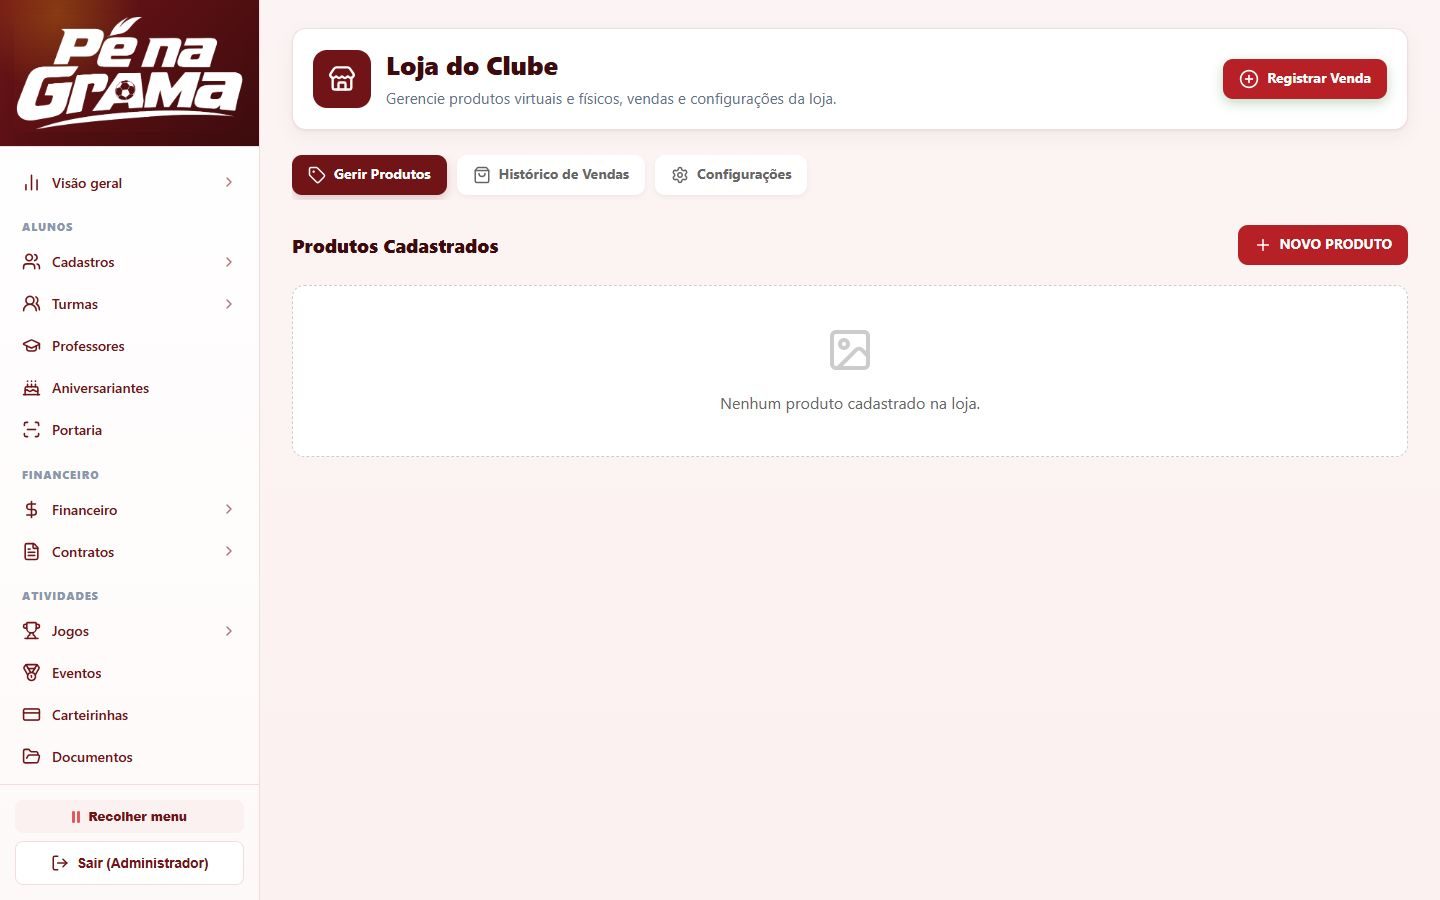 Pé na
Grama
Visão geral
ALUNOS
Cadastros
Turmas
Professores
Aniversariantes
Portaria
FINANCEIRO
Financeiro
Contratos
ATIVIDADES
Jogos
Eventos
Carteirinhas
Documentos
Recolher menu
Sair (Administrador)
Loja do Clube
Gerencie produtos virtuais e físicos, vendas e configurações da loja.
Registrar Venda
Gerir Produtos
Histórico de Vendas
Configurações
Produtos Cadastrados
NOVO PRODUTO
Nenhum produto cadastrado na loja.